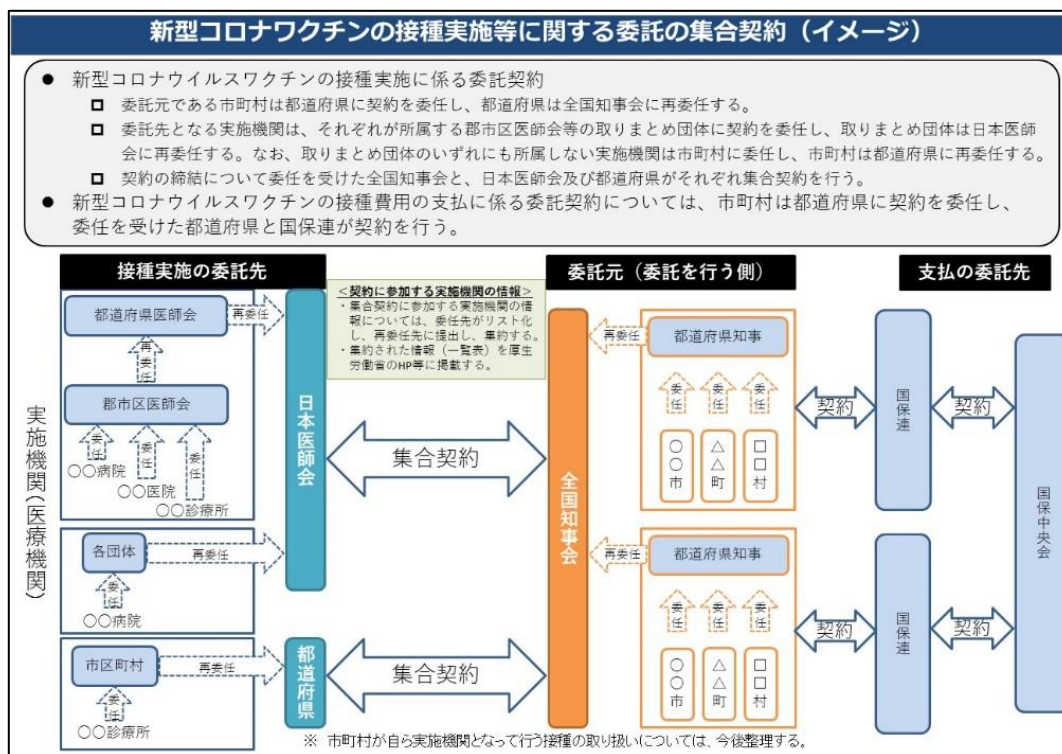 新型コロナワクチンの接種実施等に関する委託の集合契約（イメージ）
● 新型コロナウイルスワクチンの接種実施に係る委託契約
□ 委託元である市町村は都道府県に契約を委任し、都道府県は全国知事会に再委任する。
□ 委託先となる実施機関は、それぞれが所属する郡市区医師会等の取りまとめ団体に契約を委任し、取りまとめ団体は日本医師
会に再委任する。なお、取りまとめ団体のいずれにも所属しない実施機関は市町村に委任し、市町村は都道府県に再委任する。
□ 契約の締結について委任を受けた全国知事会と、日本医師会及び都道府県がそれぞれ集合契約を行う。
● 新型コロナウイルスワクチンの接種費用の支払に係る委託契約については、市町村は都道府県に契約を委任し、
委任を受けた都道府県と国保連が契約を行う。
接種実施の委託先
委託元（委託を行う側）
支払の委託先
実施機関(医療機関)
都道府県医師会
再委任
再委任
郡市区医師会
委任
委任
委任
〇〇病院
〇〇医院
〇〇診療所
各団体
再委任
委任
〇〇病院
市区町村
再委任
委任
〇〇診療所
日本医師会
都道府県
＜契約に参加する実施機関の情報＞
・集合契約に参加する実施機関の情
報については、委任先がリスト化
し、再委任先に提出し、集約する。
・集約された情報（一覧表）を厚生
労働省のHP等に掲載する。
集合契約
集合契約
全国知事会
再委任
都道府県知事
委任
委任
委任
〇〇市
△△町
□□村
再委任
都道府県知事
委任
委任
委任
〇〇市
△△町
□□村
契約
国保連
契約
契約
国保連
契約
国保中央会
※ 市町村が自ら実施機関となって行う接種の取り扱いについては、今後整理する。